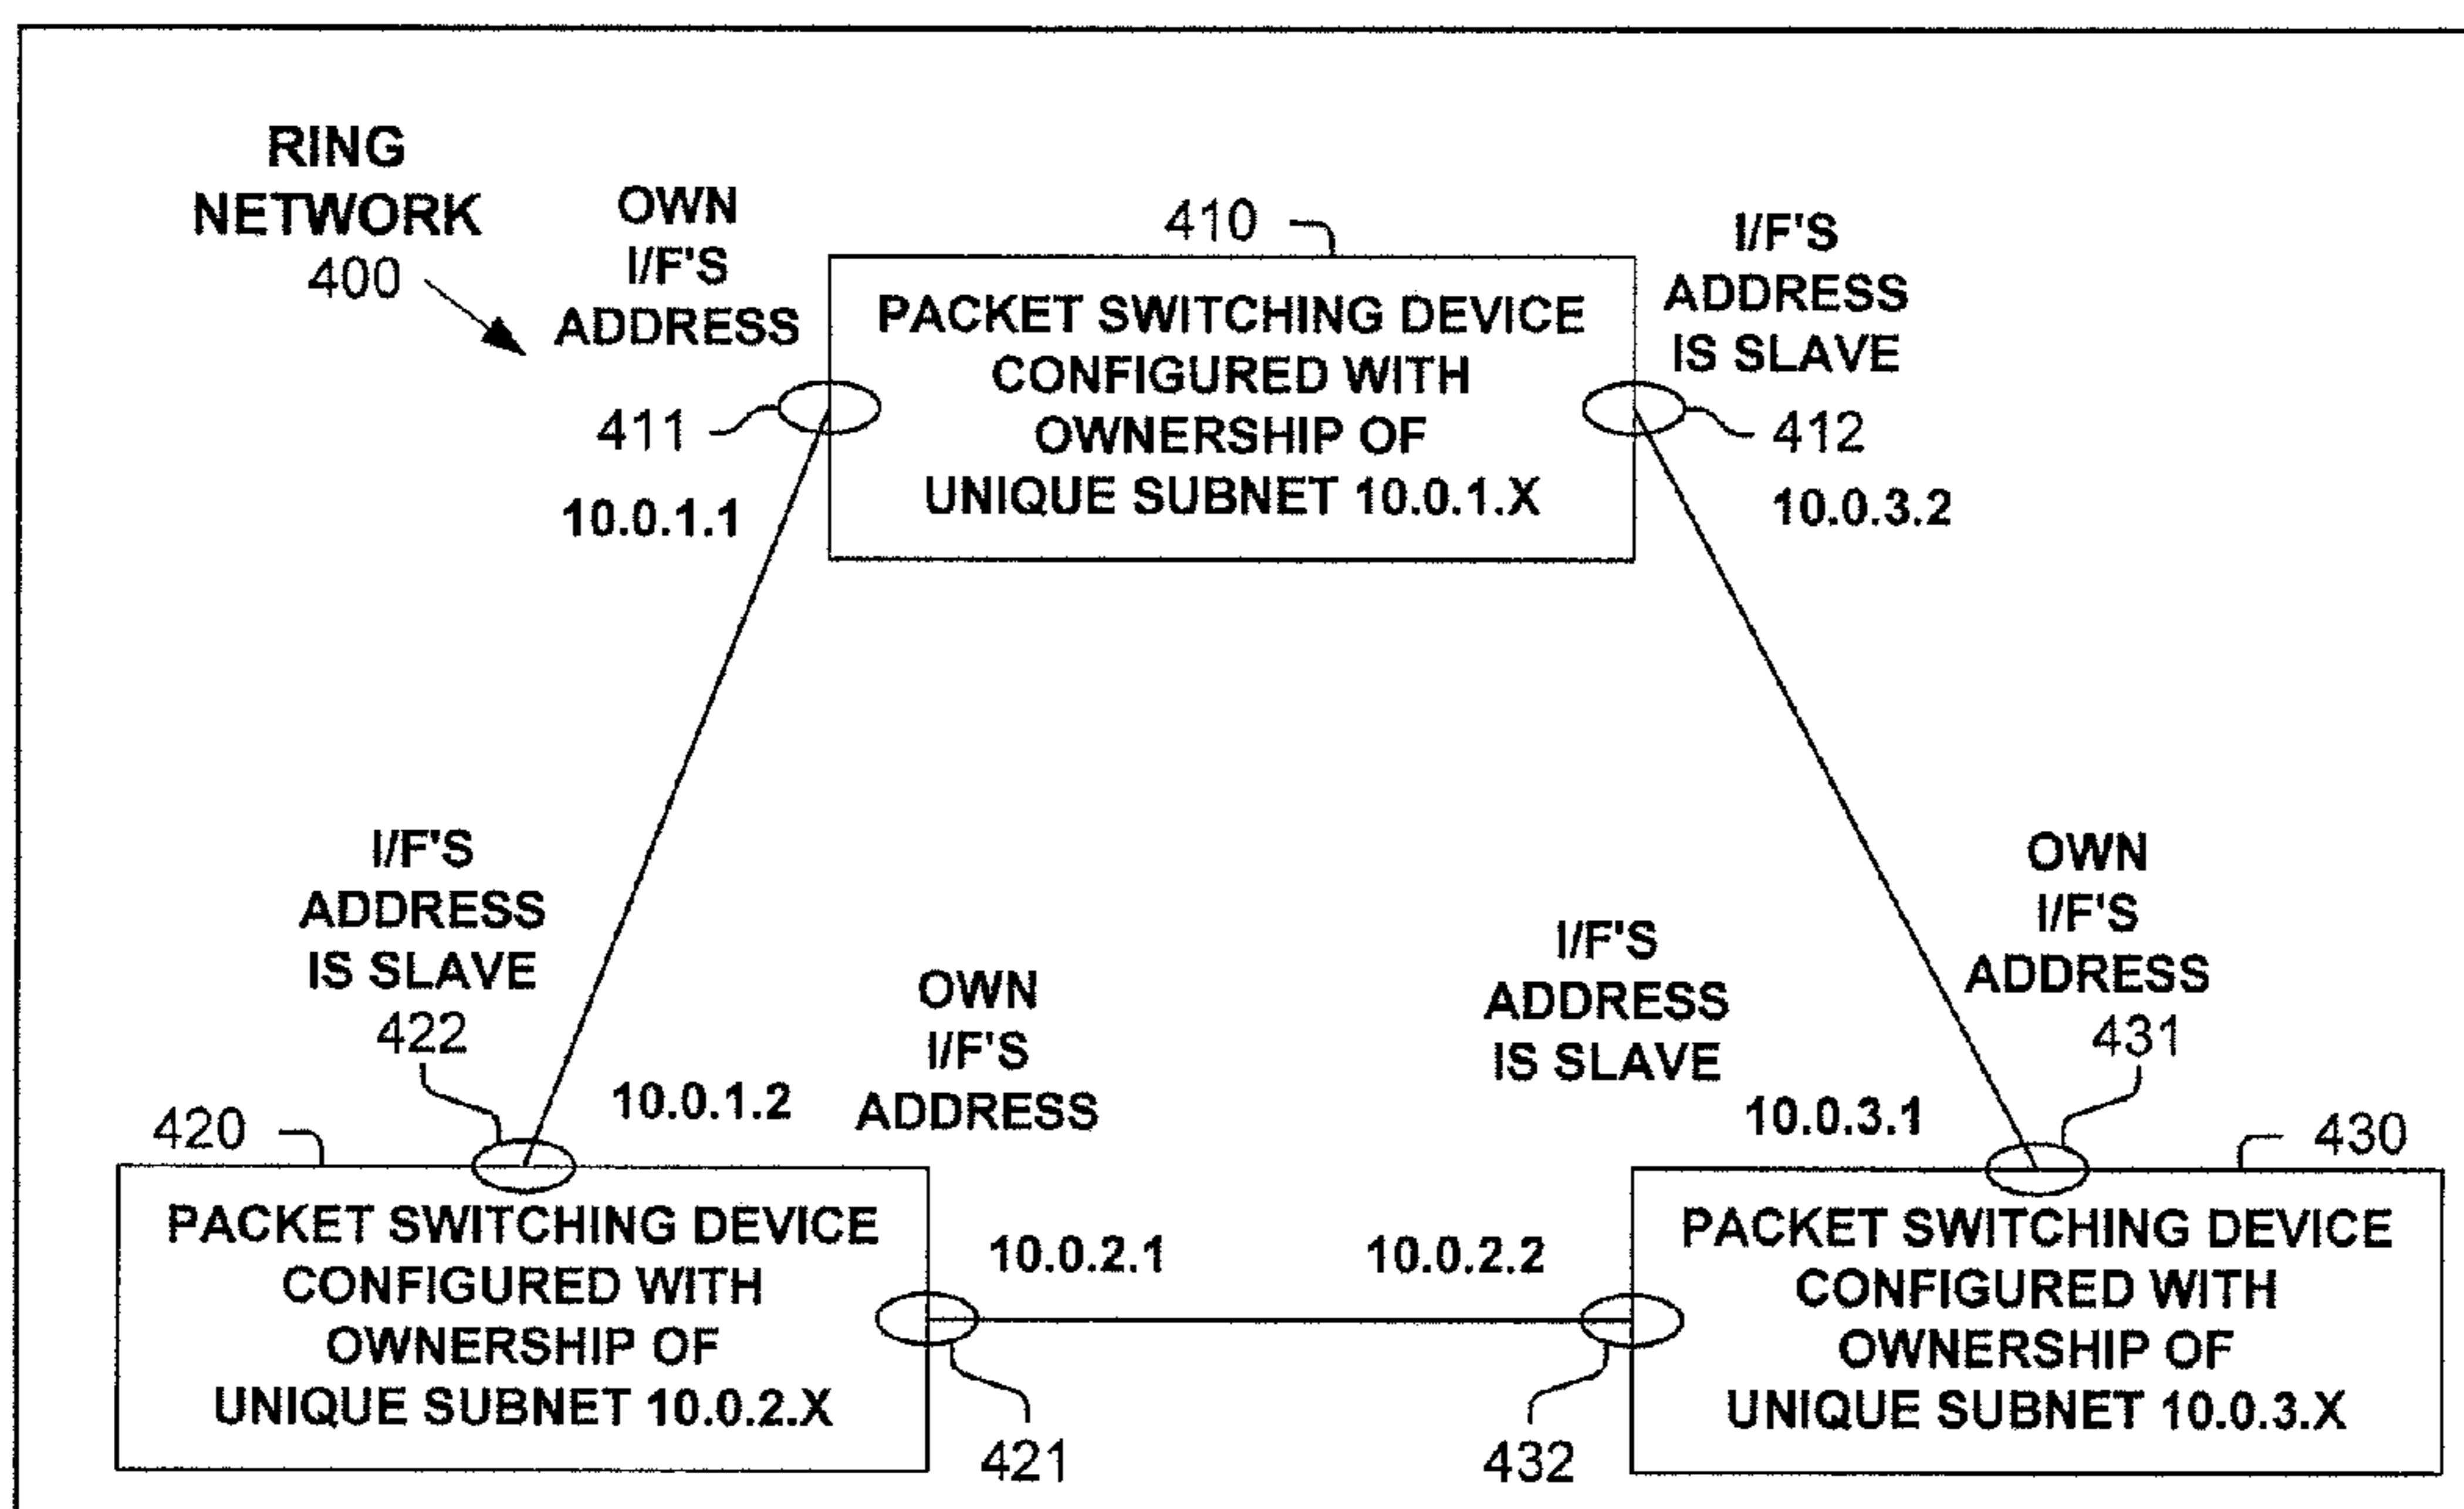 RING
NETWORK
400
OWN
I/F'S
ADDRESS
411
10.0.1.1
410
PACKET SWITCHING DEVICE
CONFIGURED WITH
OWNERSHIP OF
UNIQUE SUBNET 10.0.1.X
I/F'S
ADDRESS
IS SLAVE
412
10.0.3.2
I/F'S
ADDRESS
IS SLAVE
422
10.0.1.2
OWN
I/F'S
ADDRESS
I/F'S
ADDRESS
IS SLAVE
OWN
I/F'S
ADDRESS
431
10.0.3.1
420
PACKET SWITCHING DEVICE
CONFIGURED WITH
OWNERSHIP OF
UNIQUE SUBNET 10.0.2.X
10.0.2.1
421
10.0.2.2
432
430
PACKET SWITCHING DEVICE
CONFIGURED WITH
OWNERSHIP OF
UNIQUE SUBNET 10.0.3.X